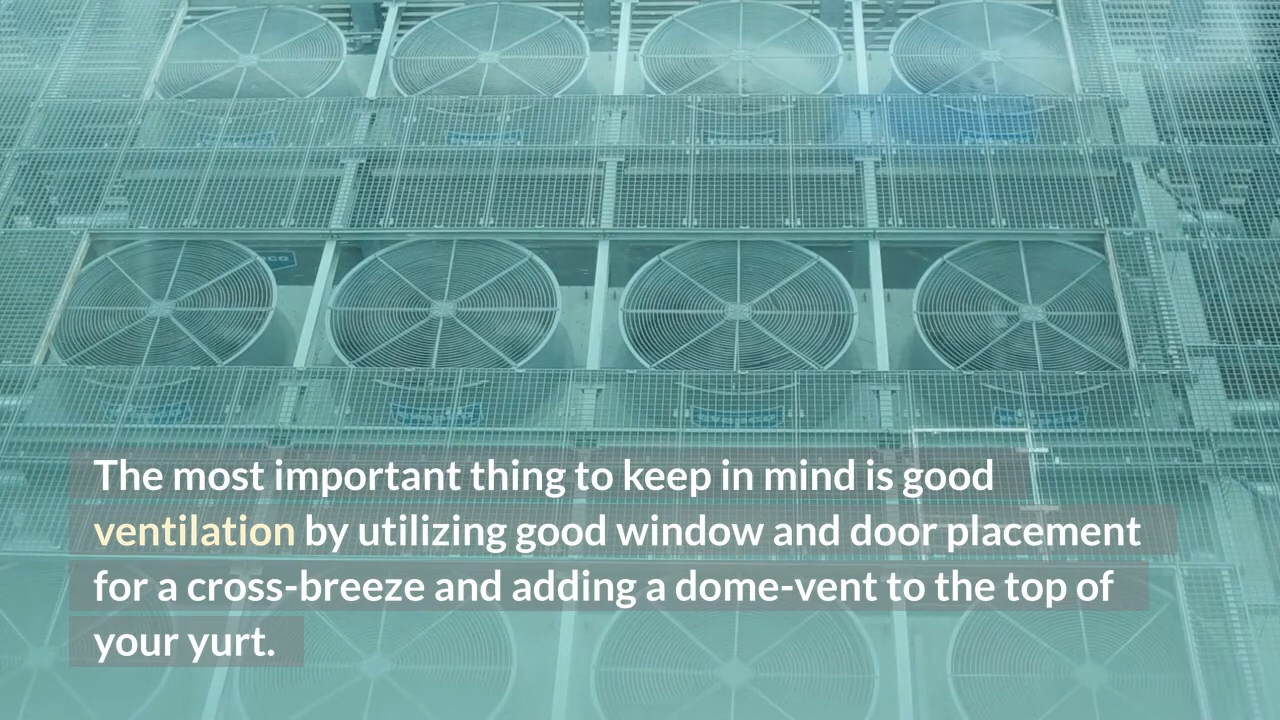 The most important thing to keep in mind is good
ventilation by utilizing good window and door placement
for a cross-breeze and adding a dome-vent to the top of
your yurt.